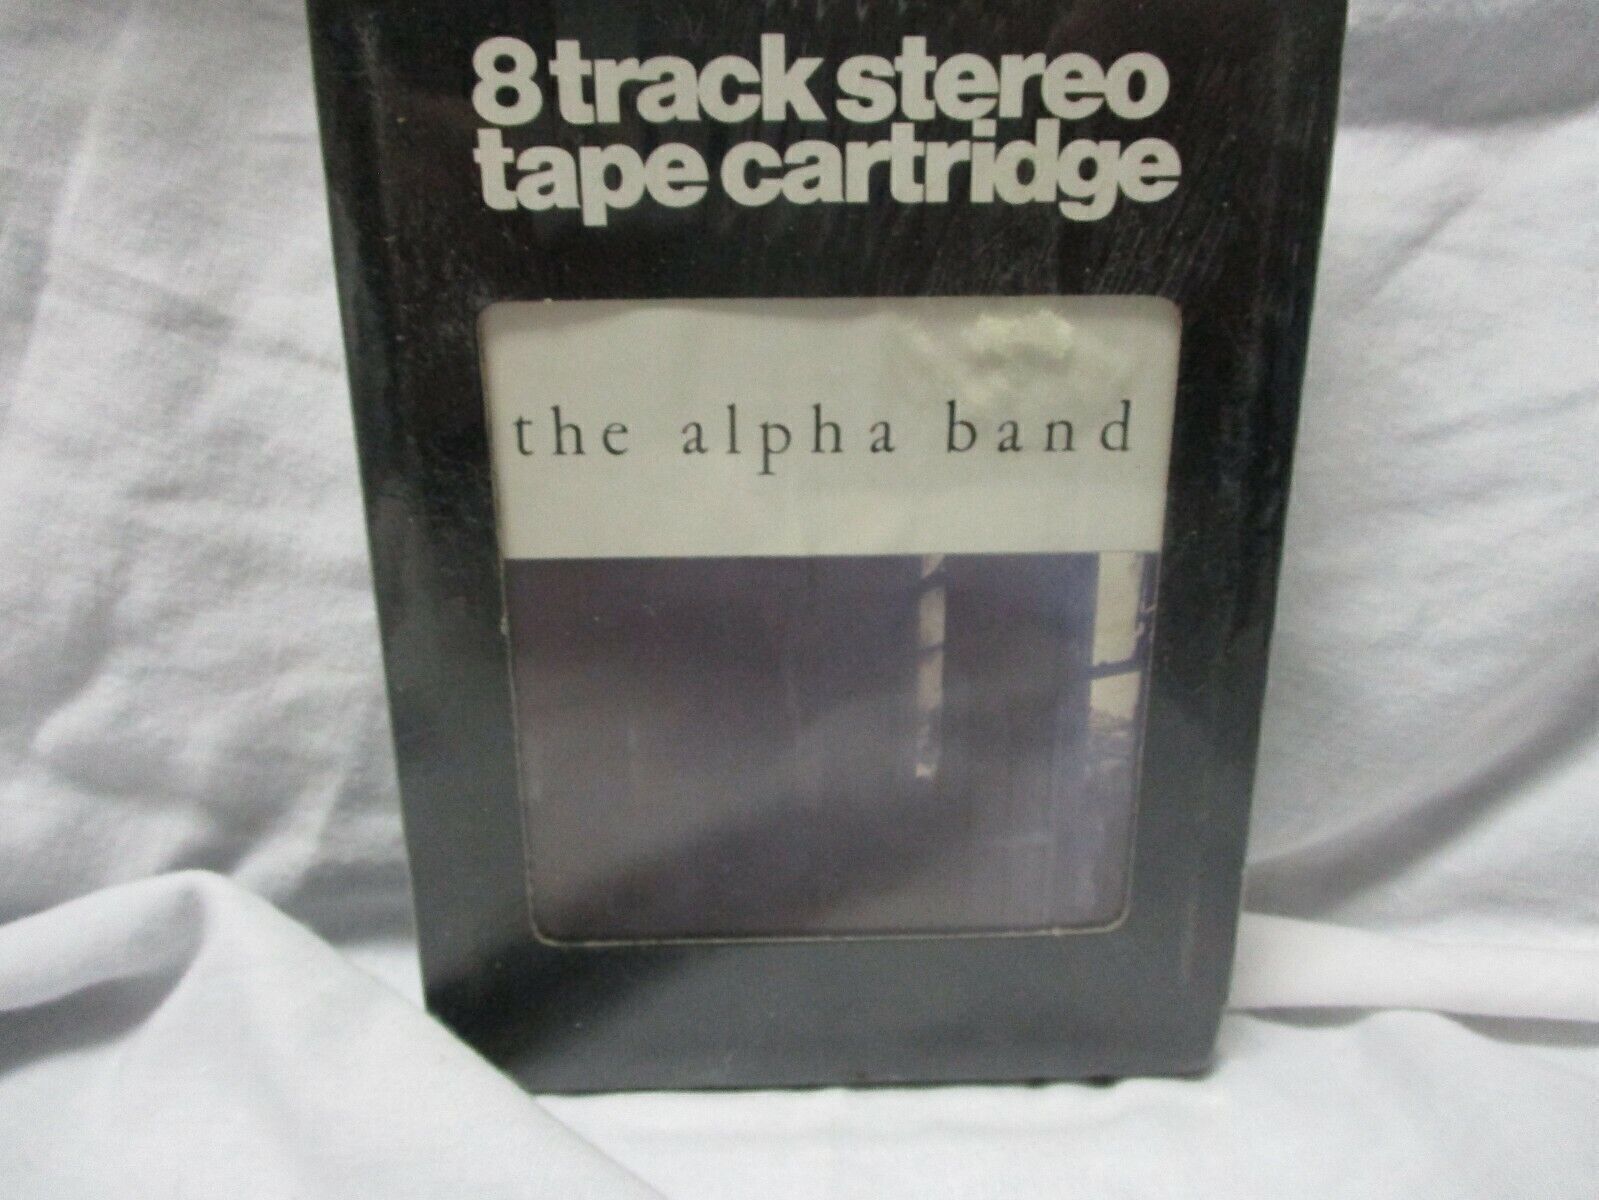 8 track stereo
tape cartridge
the alpha band